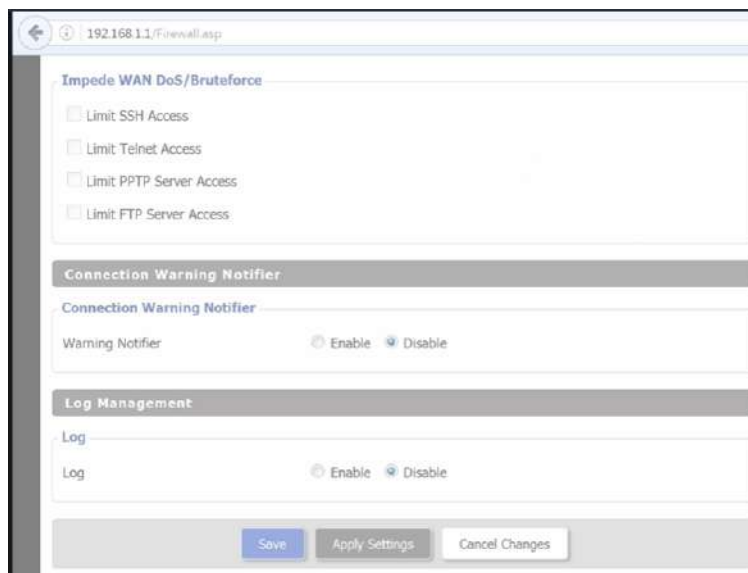 192.168.1.1/Firewall.asp
Impede WAN DoS/Bruteforce
Limit SSH Access
Limit Telnet Access
Limit PPTP Server Access
Limit FTP Server Access
Connection Warning Notifier
Connection Warning Notifier
Warning Notifier Enable Disable
Log Management
Log
Log Enable Disable
Save Apply Settings Cancel Changes